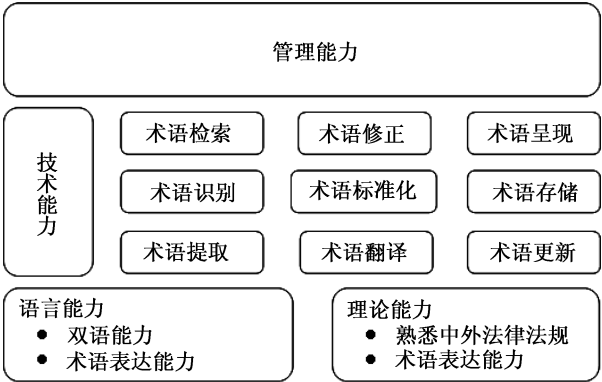 管理能力
技术能力
术语检索
术语修正
术语呈现
术语识别
术语标准化
术语存储
术语提取
术语翻译
术语更新
语言能力
● 双语能力
● 术语表达能力
理论能力
● 熟悉中外法律法规
● 术语表达能力